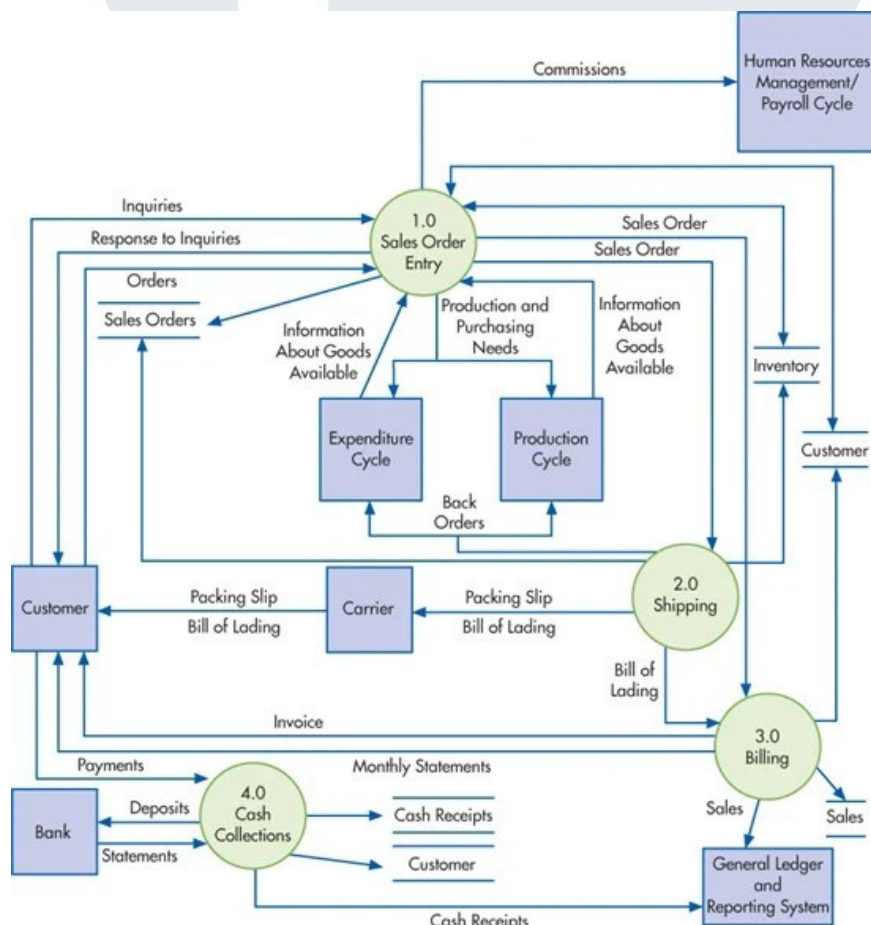 Human Resources
Management/
Payroll Cycle
Commissions
Inquiries
1.0
Sales Order
Entry
Sales Order
Response to Inquiries
Sales Order
Orders
Sales Orders
Information
About Goods
Available
Production and
Purchasing
Needs
Information
About
Goods
Available
Inventory
Expenditure
Cycle
Production
Cycle
Customer
Back
Orders
2.0
Shipping
Customer
Packing Slip
Bill of Lading
Carrier
Packing Slip
Bill of Lading
Bill of
Lading
Invoice
3.0
Billing
Payments
Monthly Statements
4.0
Cash
Collections
Deposits
Bank
Statements
Cash Receipts
Customer
Sales
Sales
General Ledger
and
Reporting System
Cash Receipts